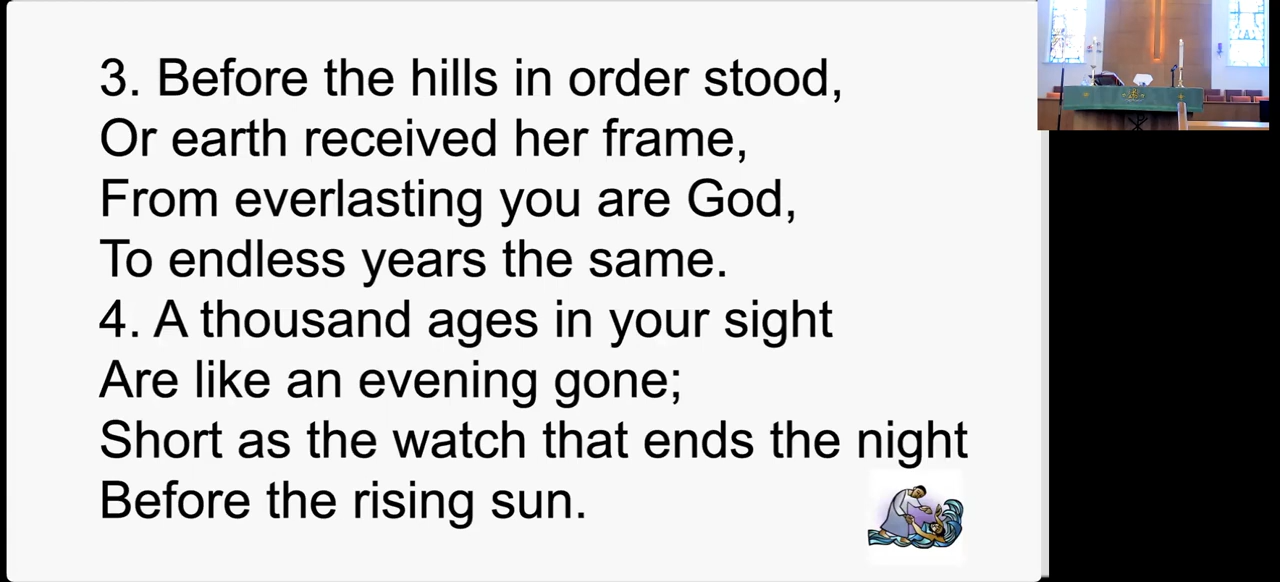 3. Before the hills in order stood,
Or earth received her frame,
From everlasting you are God,
To endless years the same.
4. A thousand ages in your sight
Are like an evening gone;
Short as the watch that ends the night
Before the rising sun.